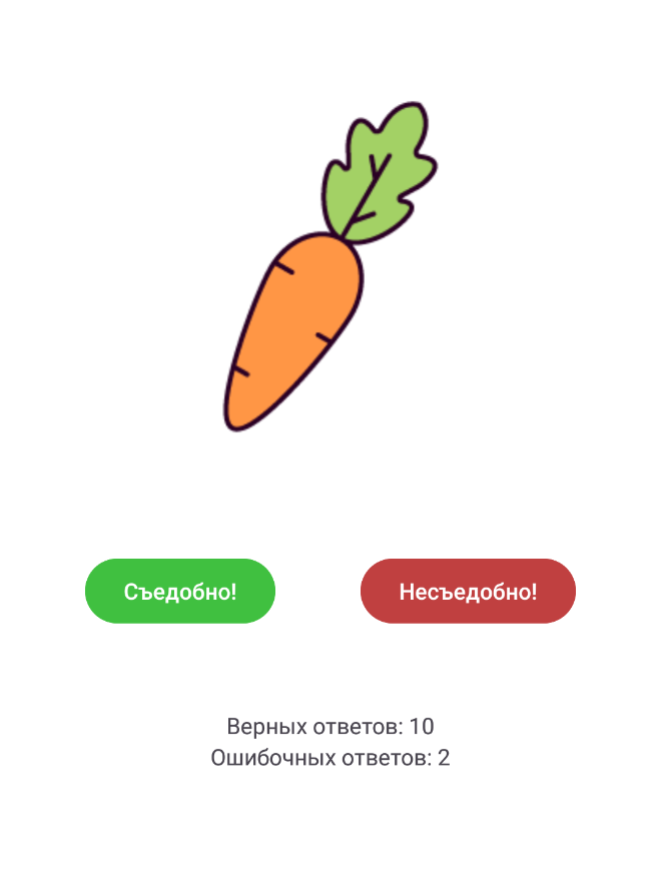 Съедобно!
Несъедобно!
Верных ответов: 10
Ошибочных ответов: 2